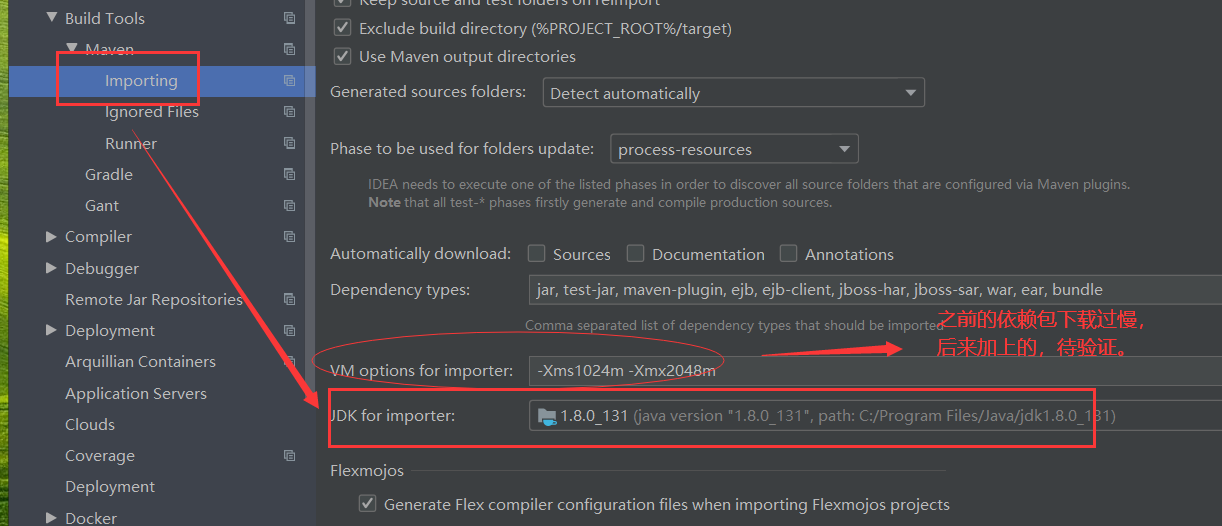 Build Tools
Maven
Importing
Ignored Files
Runner
Gradle
Gant
Compiler
Debugger
Remote Jar Repositories
Deployment
Arquillian Containers
Application Servers
Clouds
Coverage
Deployment
Docker
Keep source and test folders on reimport
Exclude build directory (%PROJECT_ROOT%/target)
Use Maven output directories
Generated sources folders: Detect automatically
Phase to be used for folders update: process-resources
IDEA needs to execute one of the listed phases in order to discover all source folders that are configured via Maven plugins.
Note that all test-* phases firstly generate and compile production sources.
Automatically download: Sources Documentation Annotations
Dependency types: jar, test-jar, maven-plugin, ejb, ejb-client, jboss-har, jboss-sar, war, ear, bundle
Comma separated list of dependency types that should be imported
之前的依赖包下载过慢，
后来加上的，待验证。
VM options for importer: -Xms1024m -Xmx2048m
JDK for importer: 1.8.0_131 (java version "1.8.0_131", path: C:/Program Files/Java/jdk1.8.0_131)
Flexmojos
Generate Flex compiler configuration files when importing Flexmojos projects